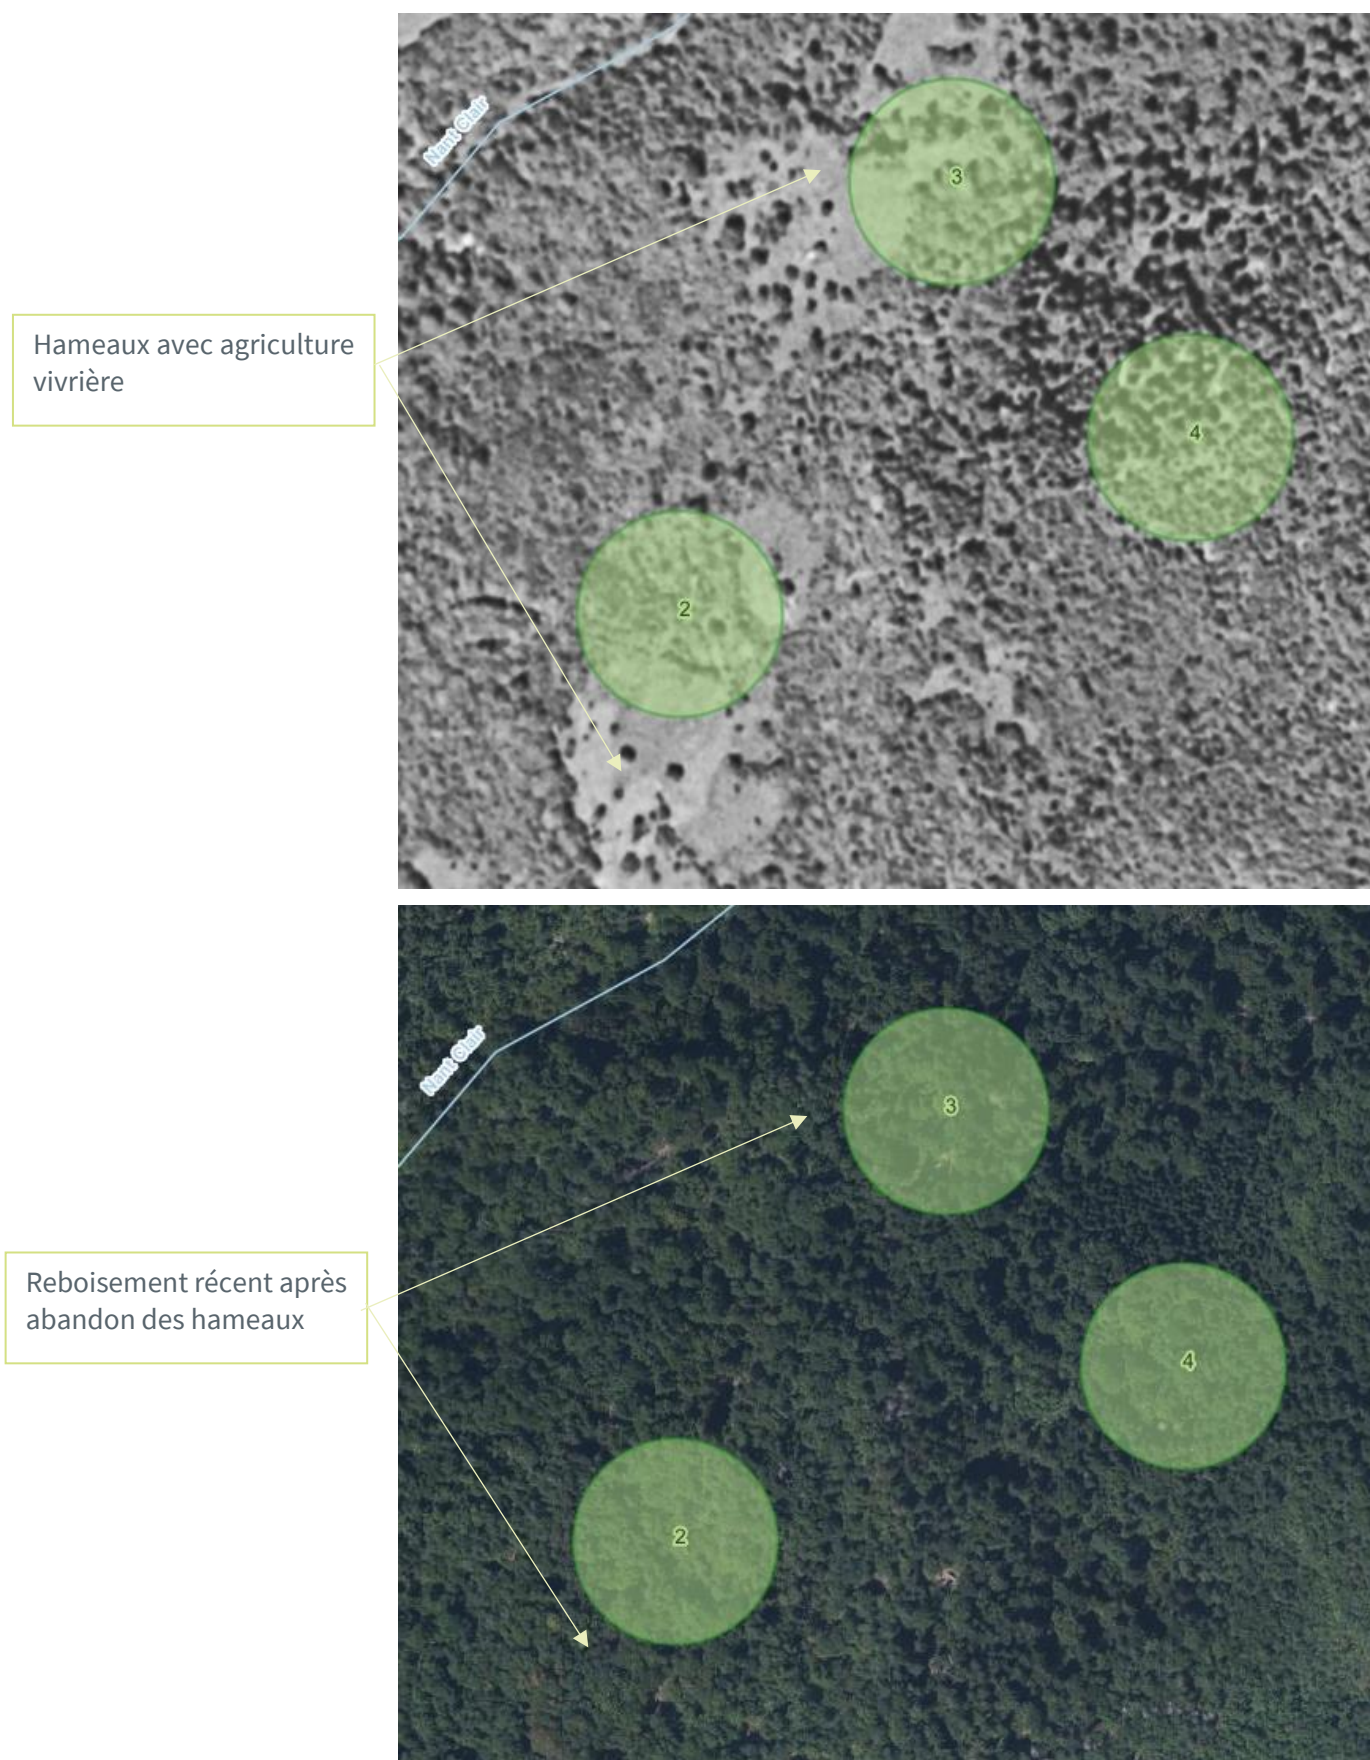 Nant Clair
3
Hameaux avec agriculture
vivrière
4
2
Nant Clair
3
Reboisement récent après
abandon des hameaux
4
2